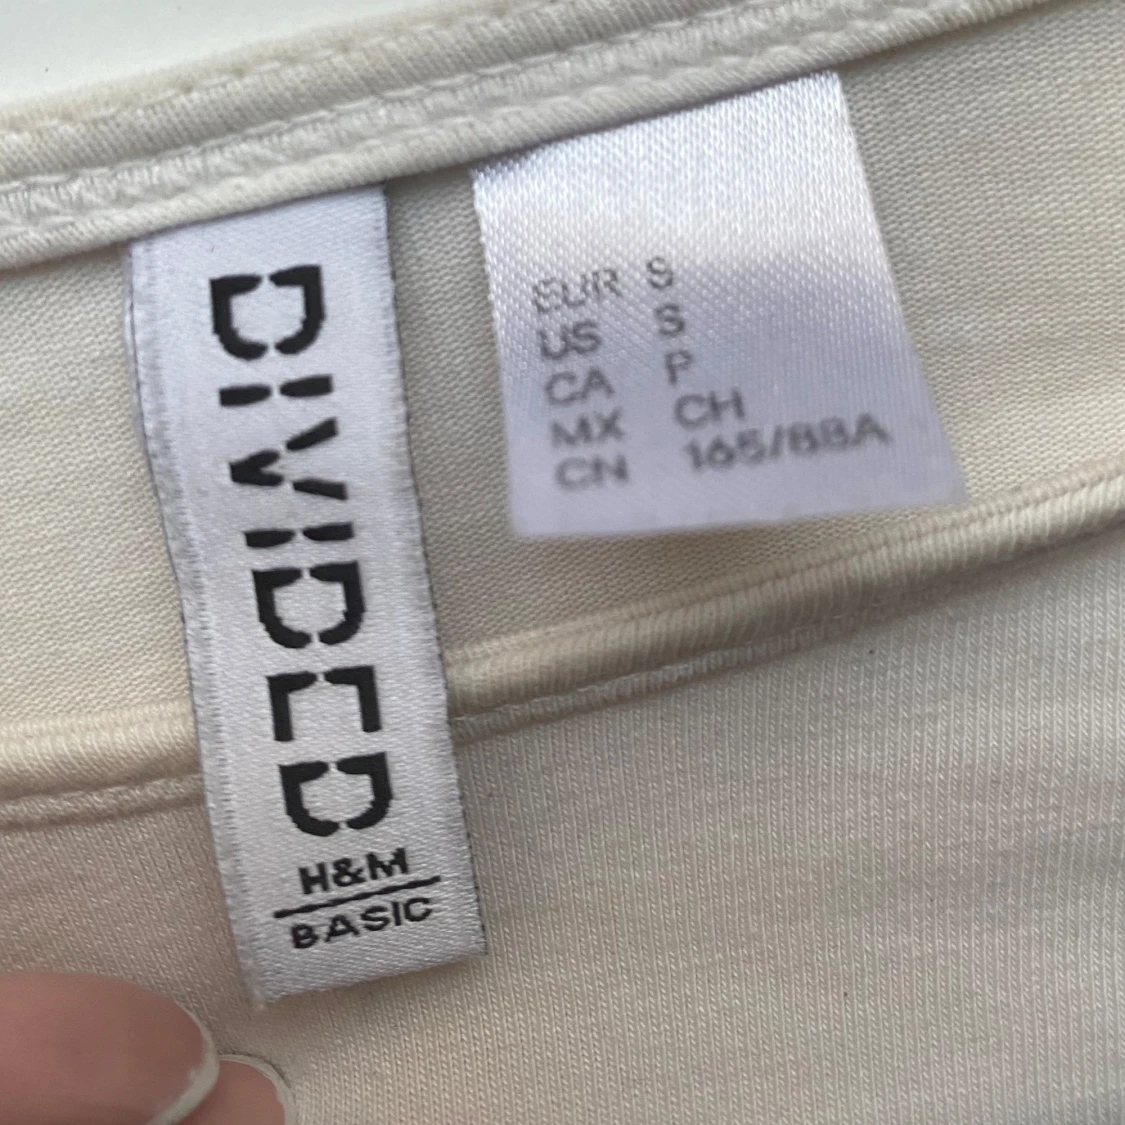 DIVIDED
H&M
BASIC
EUR S
US S
CA P
MX CH
CN 165/88A